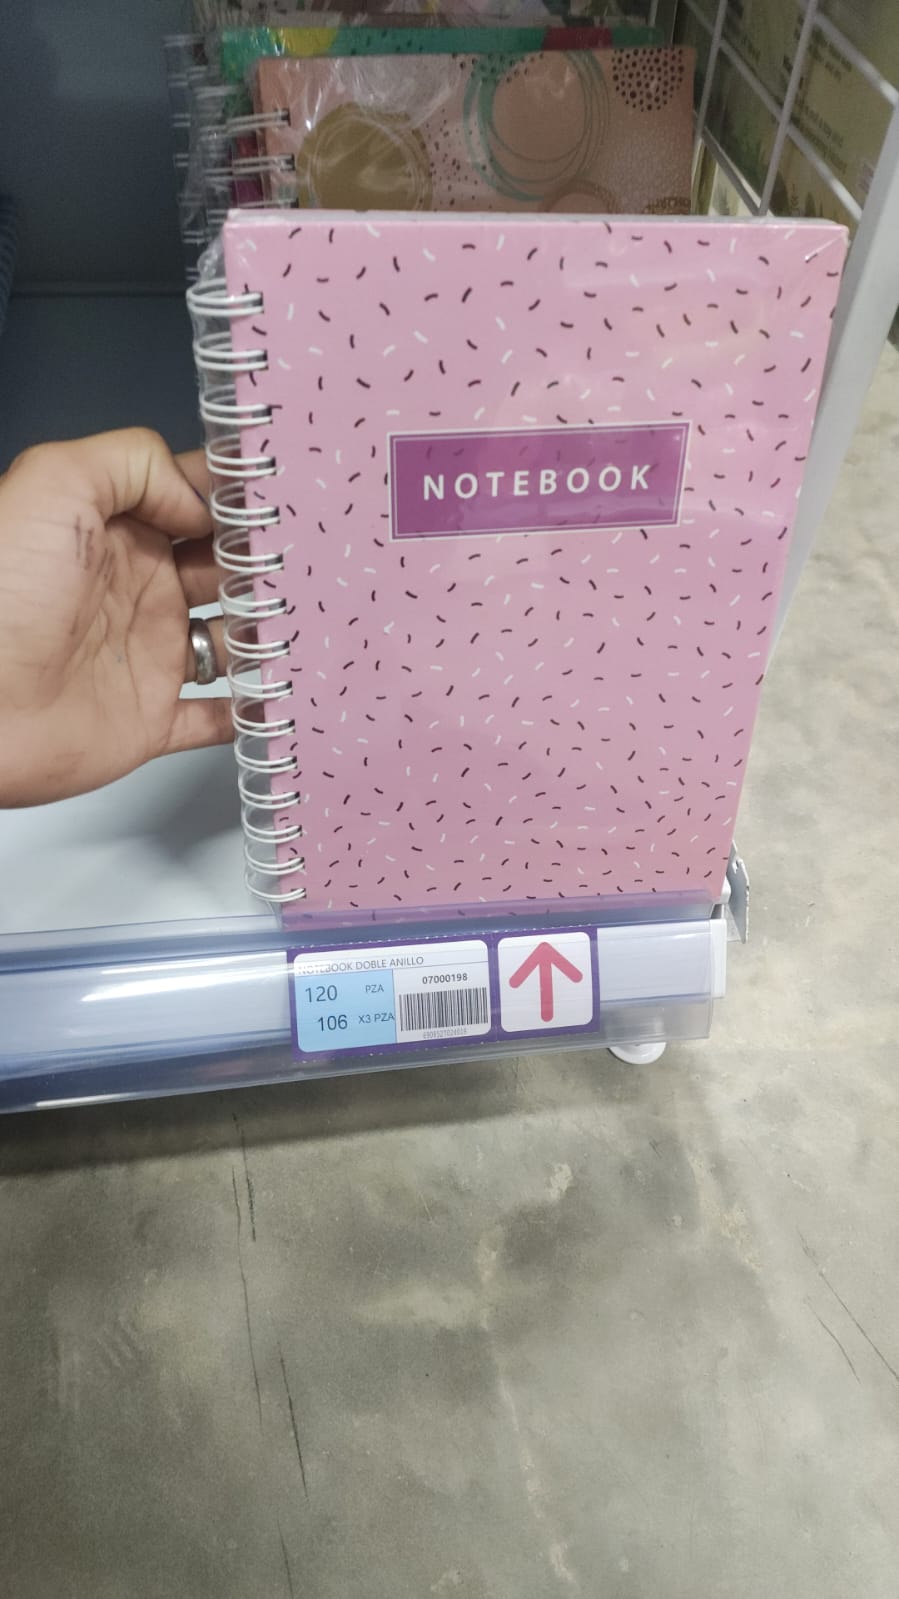 NOTEBOOK
NOTEBOOK DOBLE ANILLO
120 PZA
106 X3 PZA
07000198